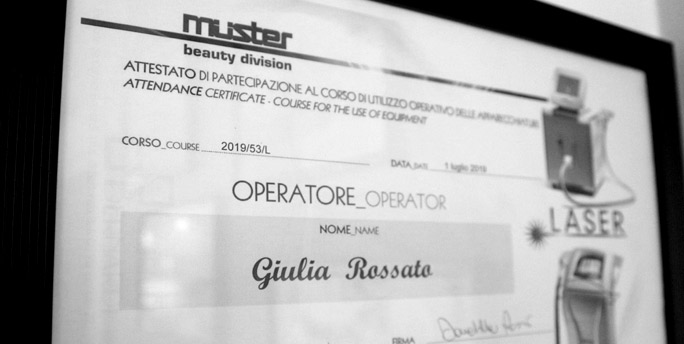 muster
beauty division
ATTESTATO DI PARTECIPAZIONE AL CORSO DI UTILIZZO OPERATIVO DELLE APPARECCHIATURE
ATTENDANCE CERTIFICATE - COURSE FOR THE USE OF EQUIPMENT
CORSO_COURSE 2019/53/L
DATA_DATE 1 luglio 2019
OPERATORE_OPERATOR
LASER
NOME_NAME
Giulia Rossato
FIRMA